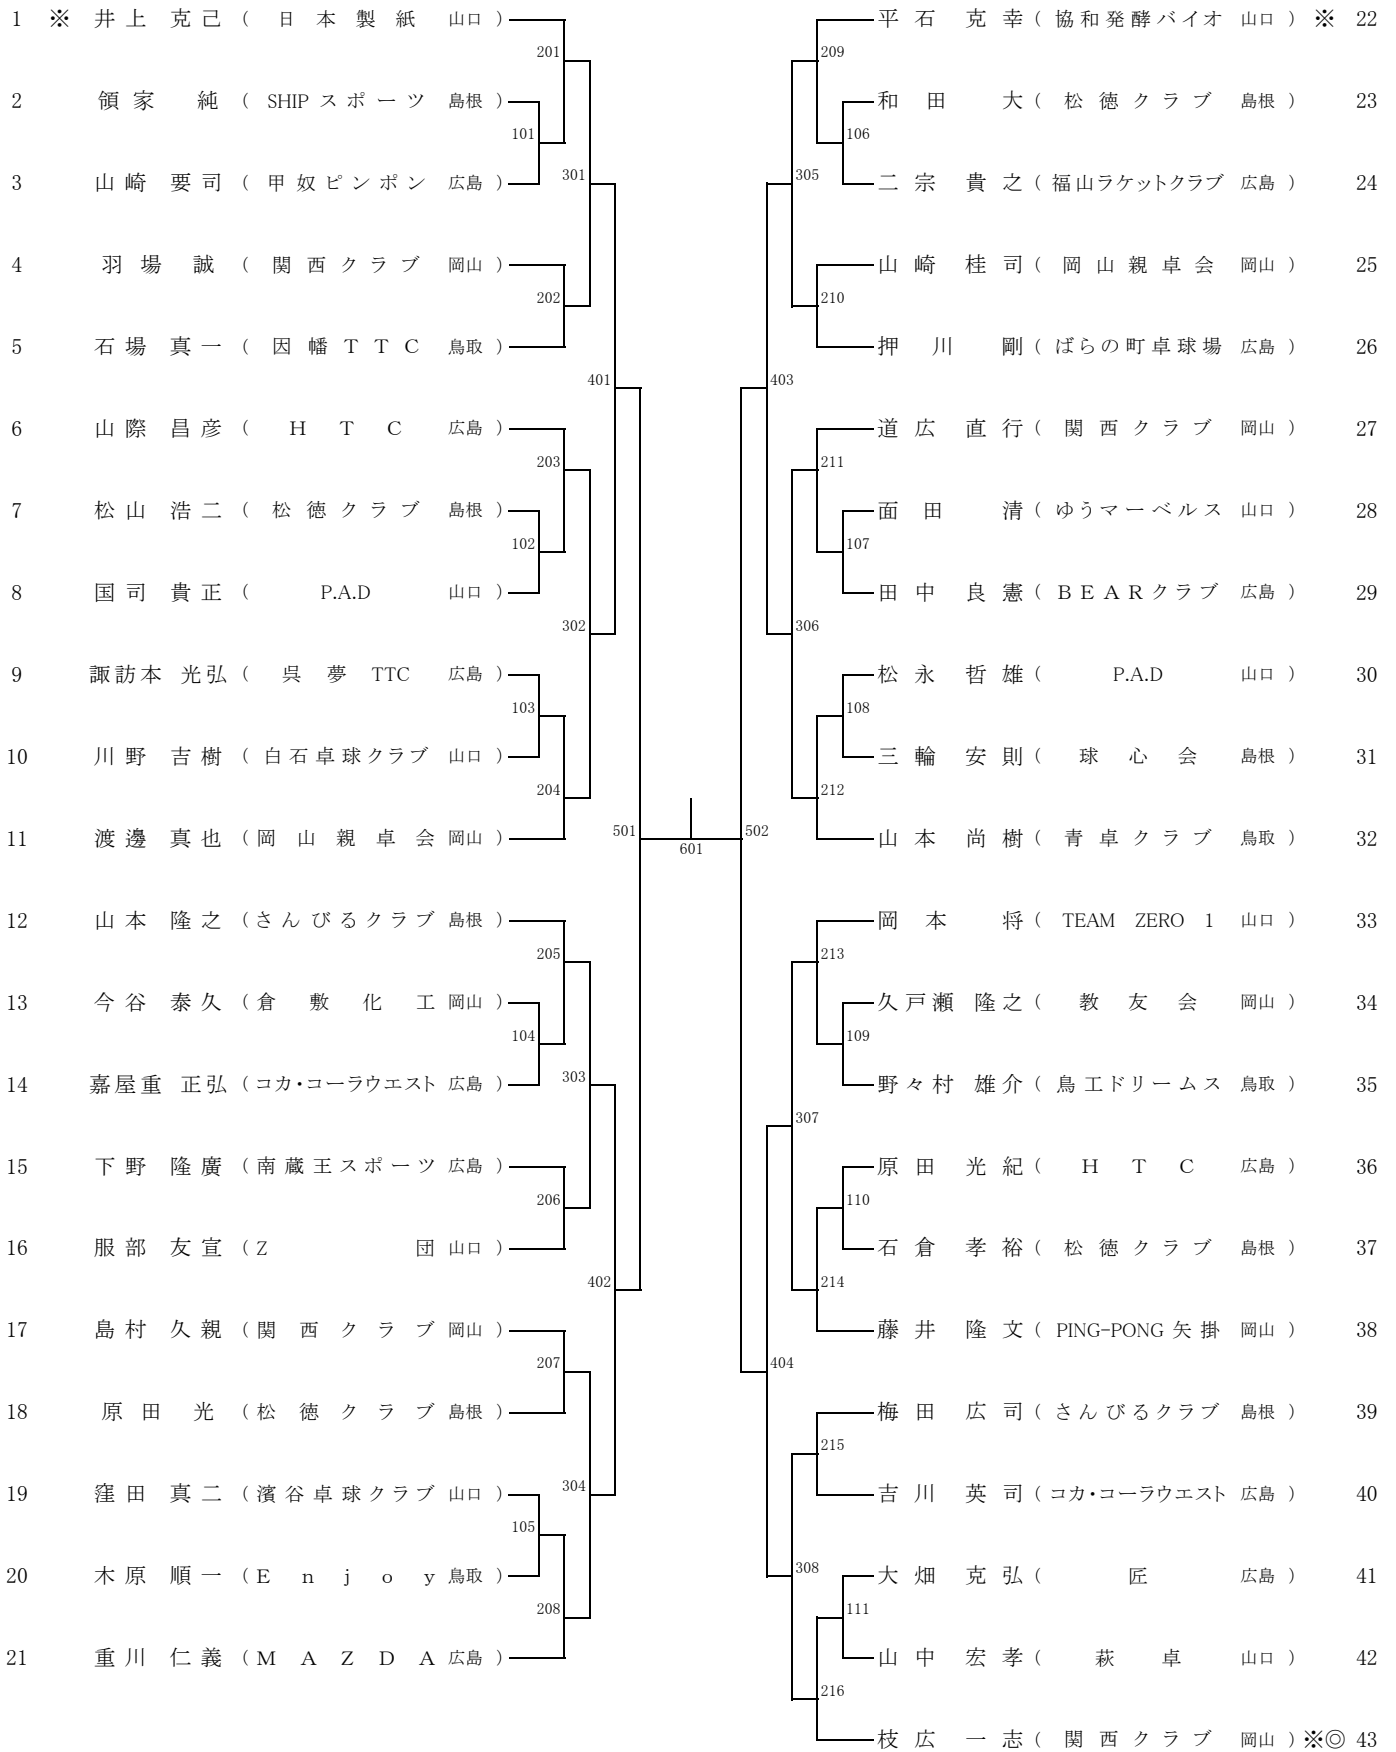 1 ※ 井上 克己 ( 日本製紙 山口 )
201
2 領家 純 ( SHIP スポーツ 島根 )
101
3 山崎 要司 ( 甲奴ピンポン 広島 )
301
4 羽場 誠 ( 関西クラブ 岡山 )
202
5 石場 真一 ( 因幡TTC 鳥取 )
401
6 山際 昌彦 ( HTC 広島 )
203
7 松山 浩二 ( 松徳クラブ 島根 )
102
8 国司 貴正 ( P.A.D 山口 )
302
9 諏訪本 光弘 ( 呉夢 TTC 広島 )
103
10 川野 吉樹 ( 白石卓球クラブ 山口 )
204
11 渡邊 真也 ( 岡山親卓会 岡山 )
501
12 山本 隆之 ( さんびるクラブ 島根 )
205
13 今谷 泰久 ( 倉敷化工 岡山 )
104
14 嘉屋重 正弘 ( コカ・コーラウエスト 広島 )
303
15 下野 隆廣 ( 南蔵王スポーツ 広島 )
206
16 服部 友宣 ( Z団 山口 )
402
17 島村 久親 ( 関西クラブ 岡山 )
207
18 原田 光 ( 松徳クラブ 島根 )
304
19 窪田 真二 ( 濱谷卓球クラブ 山口 )
105
20 木原 順一 ( Enjoy 鳥取 )
208
21 重川 仁義 ( MAZDA 広島 )
601
平石 克幸 ( 協和発酵バイオ 山口 ) ※ 22
209
和田 大 ( 松徳クラブ 島根 ) 23
106
二宗 貴之 ( 福山ラケットクラブ 広島 ) 24
305
山崎 桂司 ( 岡山親卓会 岡山 ) 25
210
押川 剛 ( ばらの町卓球場 広島 ) 26
403
道広 直行 ( 関西クラブ 岡山 ) 27
211
面田 清 ( ゆうマーベルス 山口 ) 28
107
田中 良憲 ( BEARクラブ 広島 ) 29
306
松永 哲雄 ( P.A.D 山口 ) 30
108
三輪 安則 ( 球心会 島根 ) 31
212
502
山本 尚樹 ( 青卓クラブ 鳥取 ) 32
岡本 将 ( TEAM ZERO 1 山口 ) 33
213
久戸瀬 隆之 ( 教友会 岡山 ) 34
109
野々村 雄介 ( 鳥工ドリームス 鳥取 ) 35
307
原田 光紀 ( HTC 広島 ) 36
110
石倉 孝裕 ( 松徳クラブ 島根 ) 37
214
藤井 隆文 ( PING-PONG 矢掛 岡山 ) 38
404
梅田 広司 ( さんびるクラブ 島根 ) 39
215
吉川 英司 ( コカ・コーラウエスト 広島 ) 40
308
大畑 克弘 ( 匠 広島 ) 41
111
山中 宏孝 ( 萩卓 山口 ) 42
216
枝広 一志 ( 関西クラブ 岡山 ) ※◎ 43